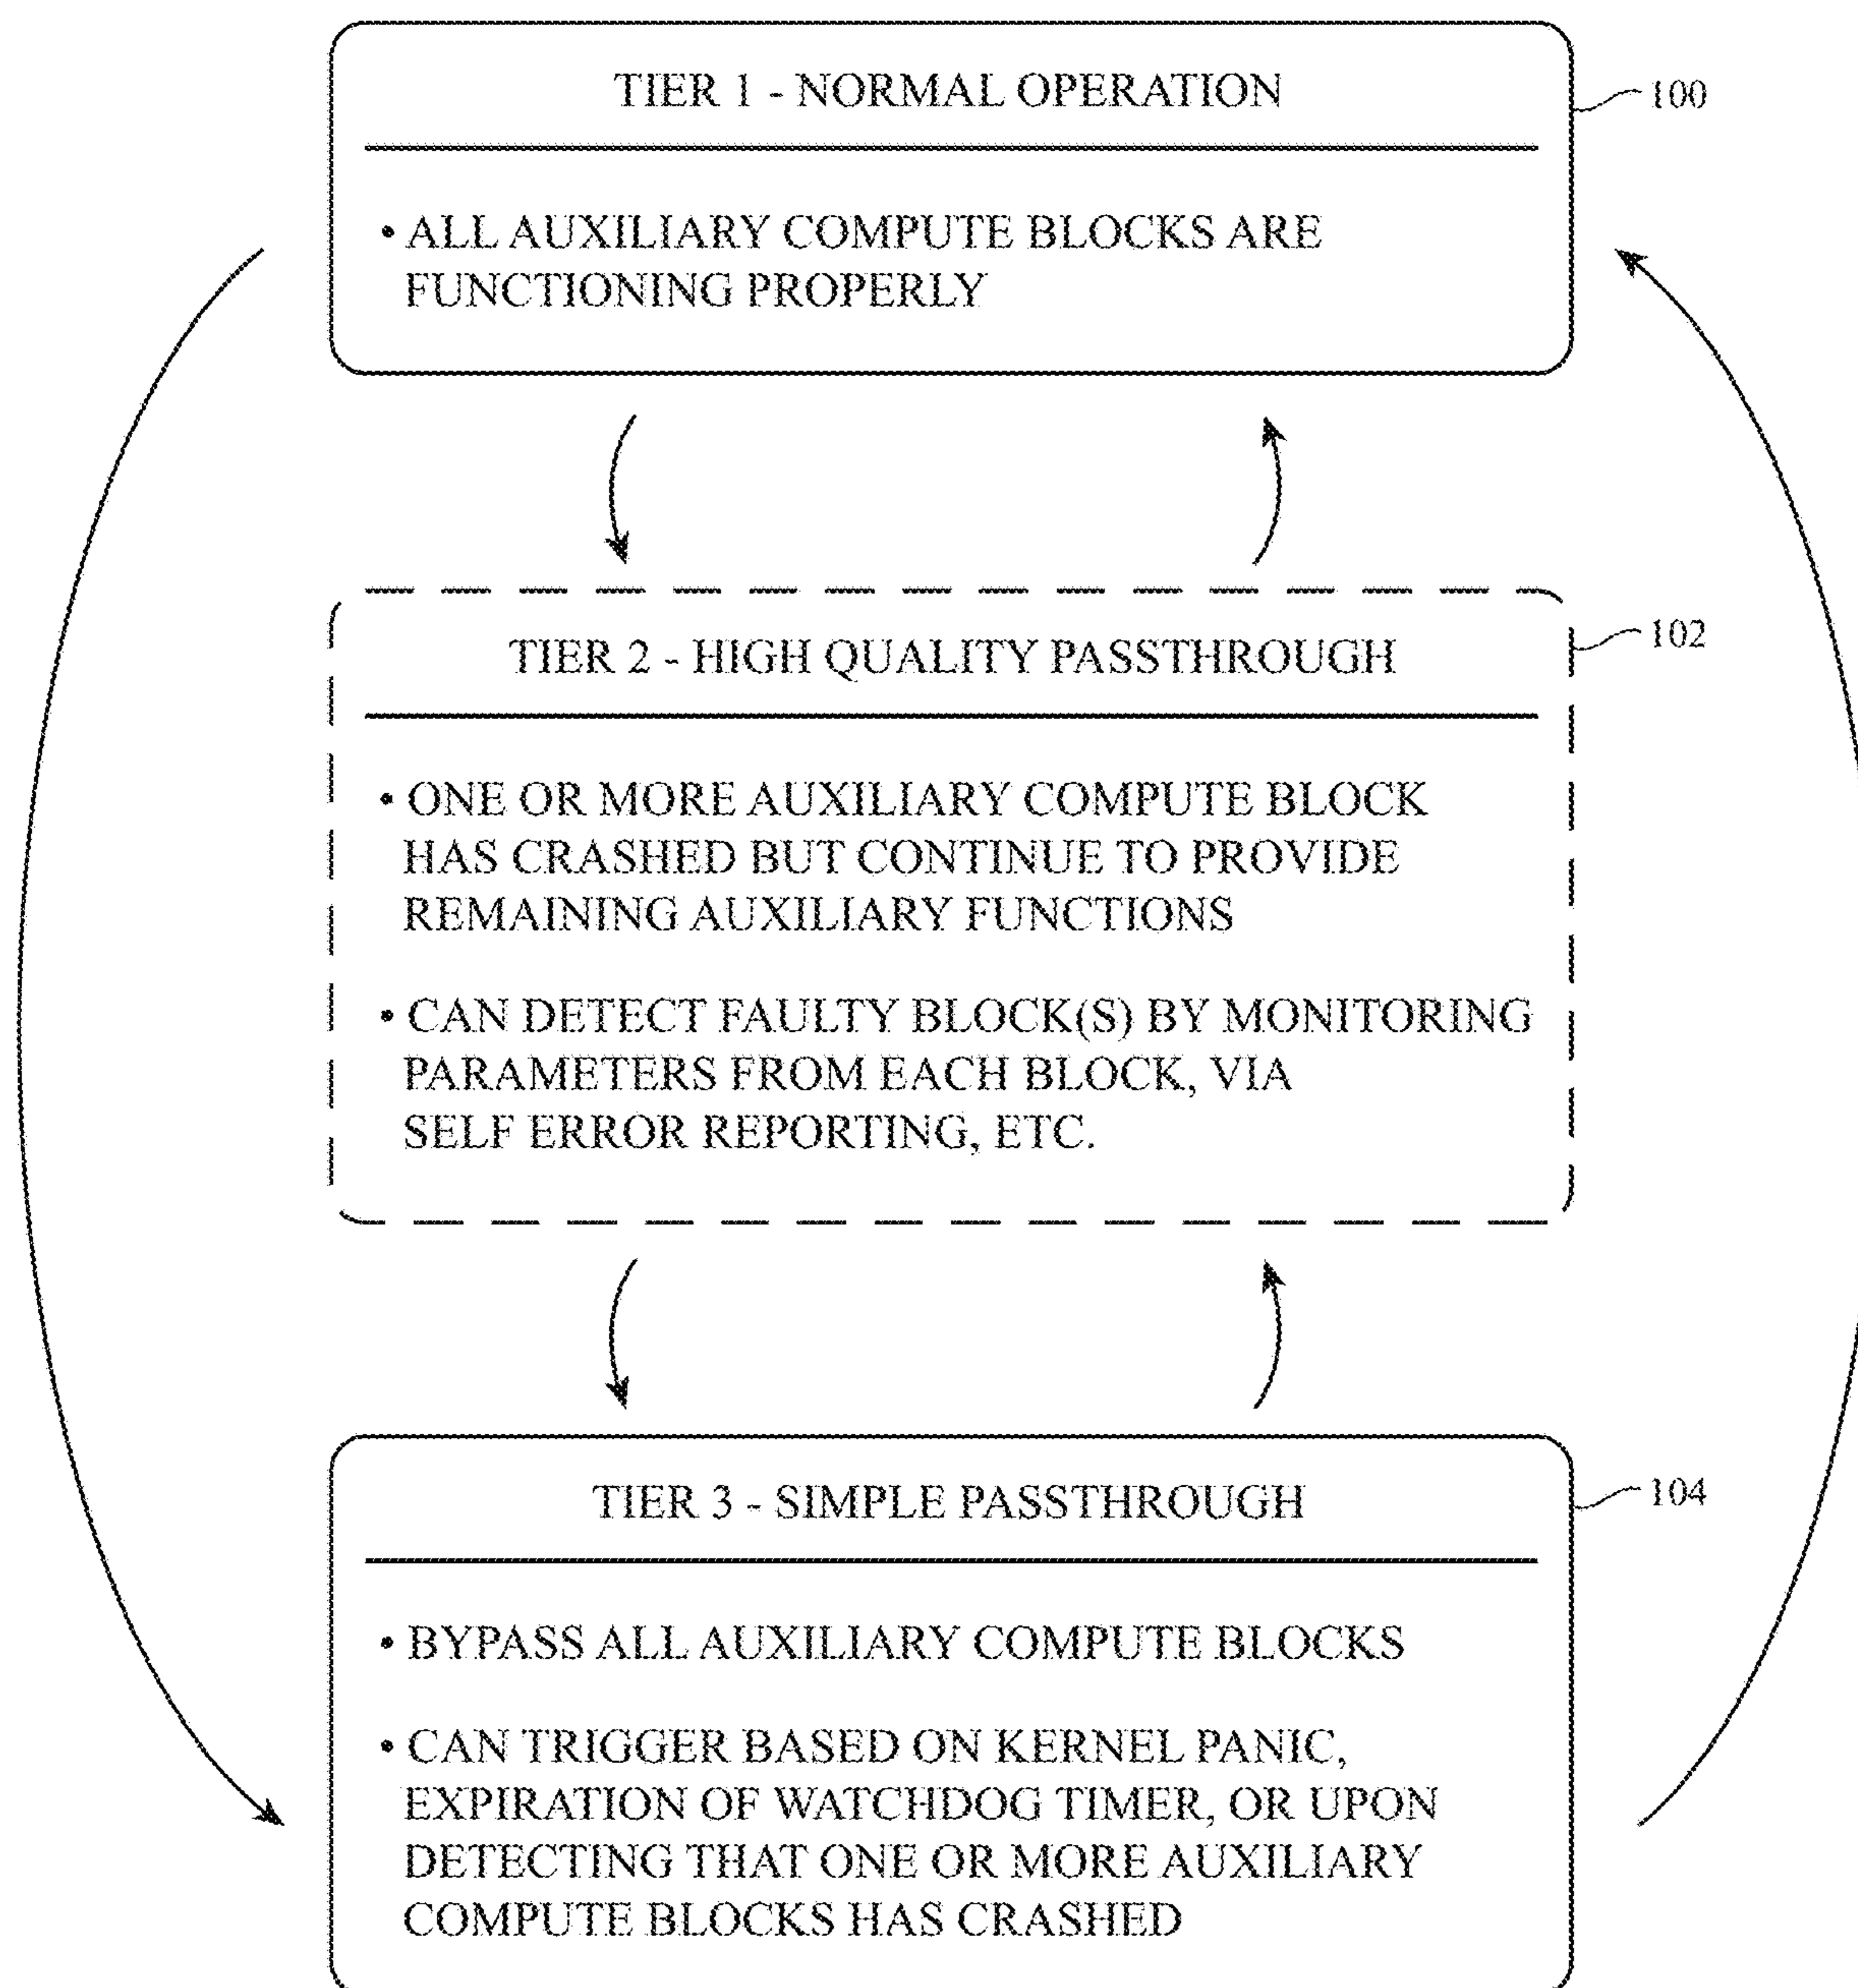 TIER 1 - NORMAL OPERATION
100
• ALL AUXILIARY COMPUTE BLOCKS ARE
FUNCTIONING PROPERLY
TIER 2 - HIGH QUALITY PASSTHROUGH
102
• ONE OR MORE AUXILIARY COMPUTE BLOCK
HAS CRASHED BUT CONTINUE TO PROVIDE
REMAINING AUXILIARY FUNCTIONS
• CAN DETECT FAULTY BLOCK(S) BY MONITORING
PARAMETERS FROM EACH BLOCK, VIA
SELF ERROR REPORTING, ETC.
TIER 3 - SIMPLE PASSTHROUGH
104
• BYPASS ALL AUXILIARY COMPUTE BLOCKS
• CAN TRIGGER BASED ON KERNEL PANIC,
EXPIRATION OF WATCHDOG TIMER, OR UPON
DETECTING THAT ONE OR MORE AUXILIARY
COMPUTE BLOCKS HAS CRASHED